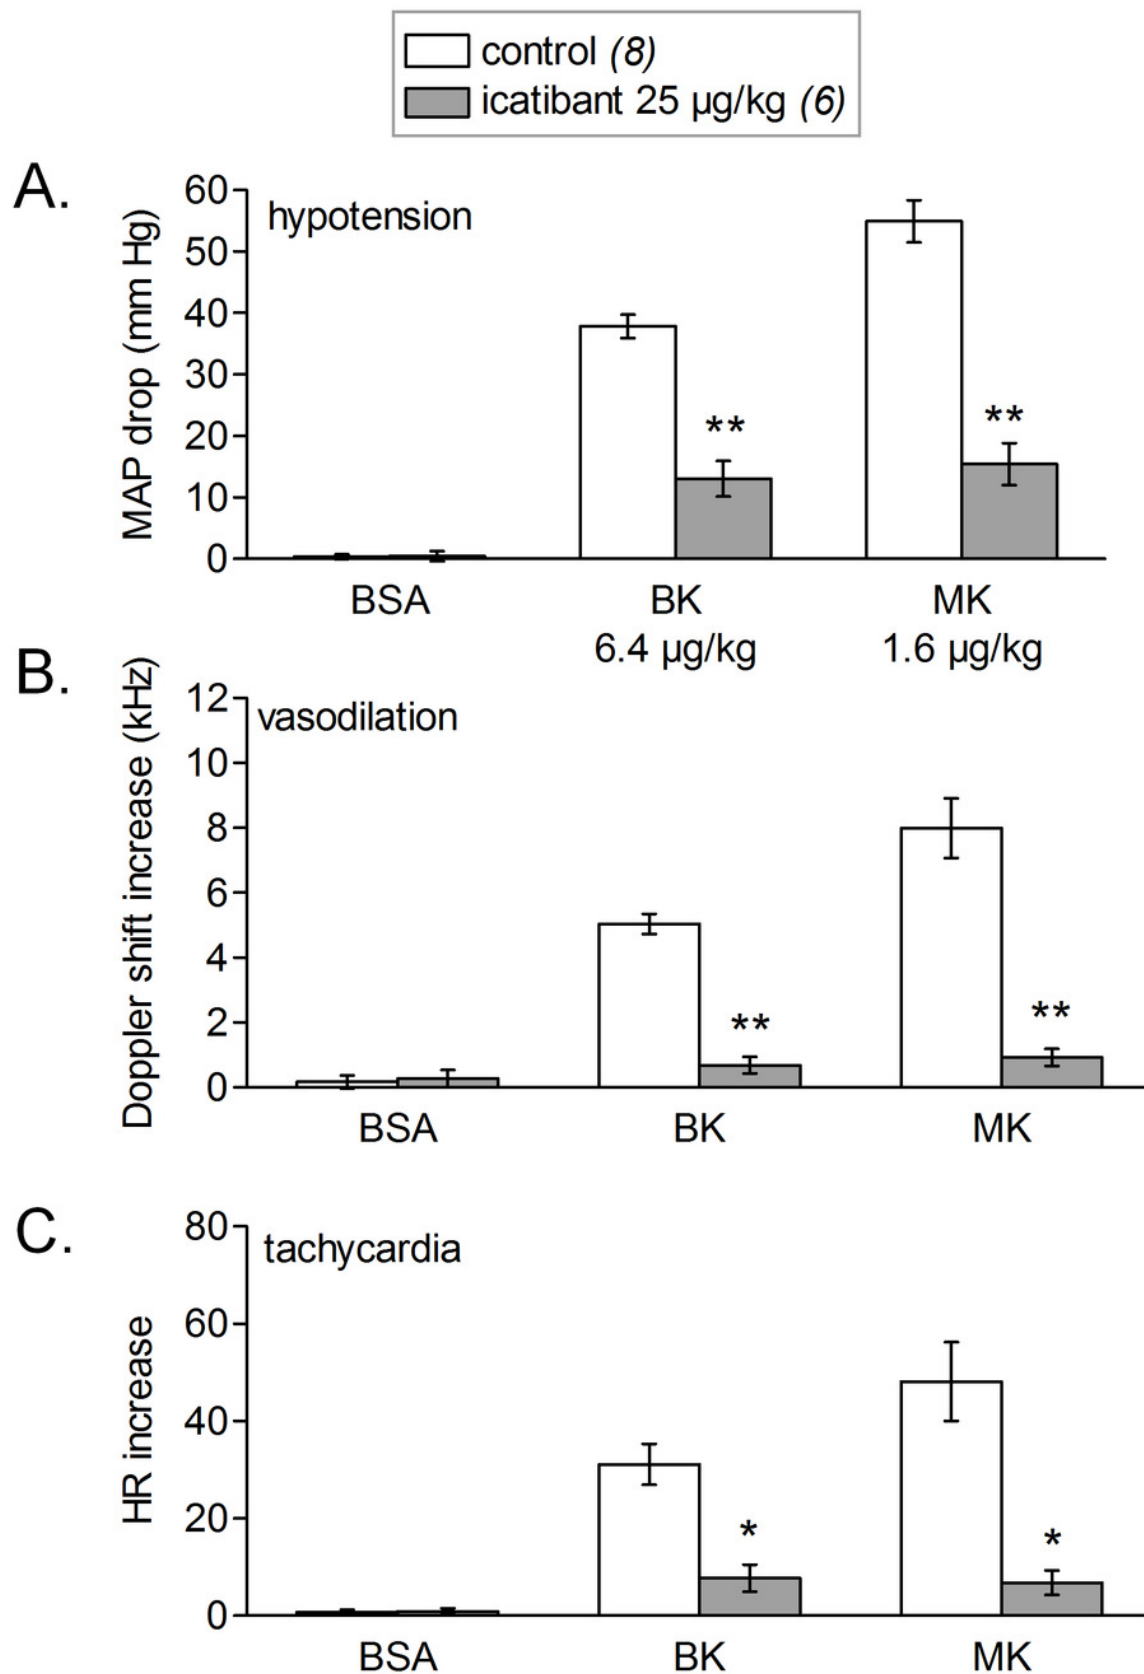 control (8)
icatibant 25 µg/kg (6)
A.
hypotension
MAP drop (mm Hg)
60
50
40
30
20
10
0
**
**
BSA
BK
MK
6.4 µg/kg
1.6 µg/kg
B.
vasodilation
Doppler shift increase (kHz)
12
10
8
6
4
2
0
**
**
BSA
BK
MK
C.
tachycardia
HR increase
80
60
40
20
0
*
*
BSA
BK
MK